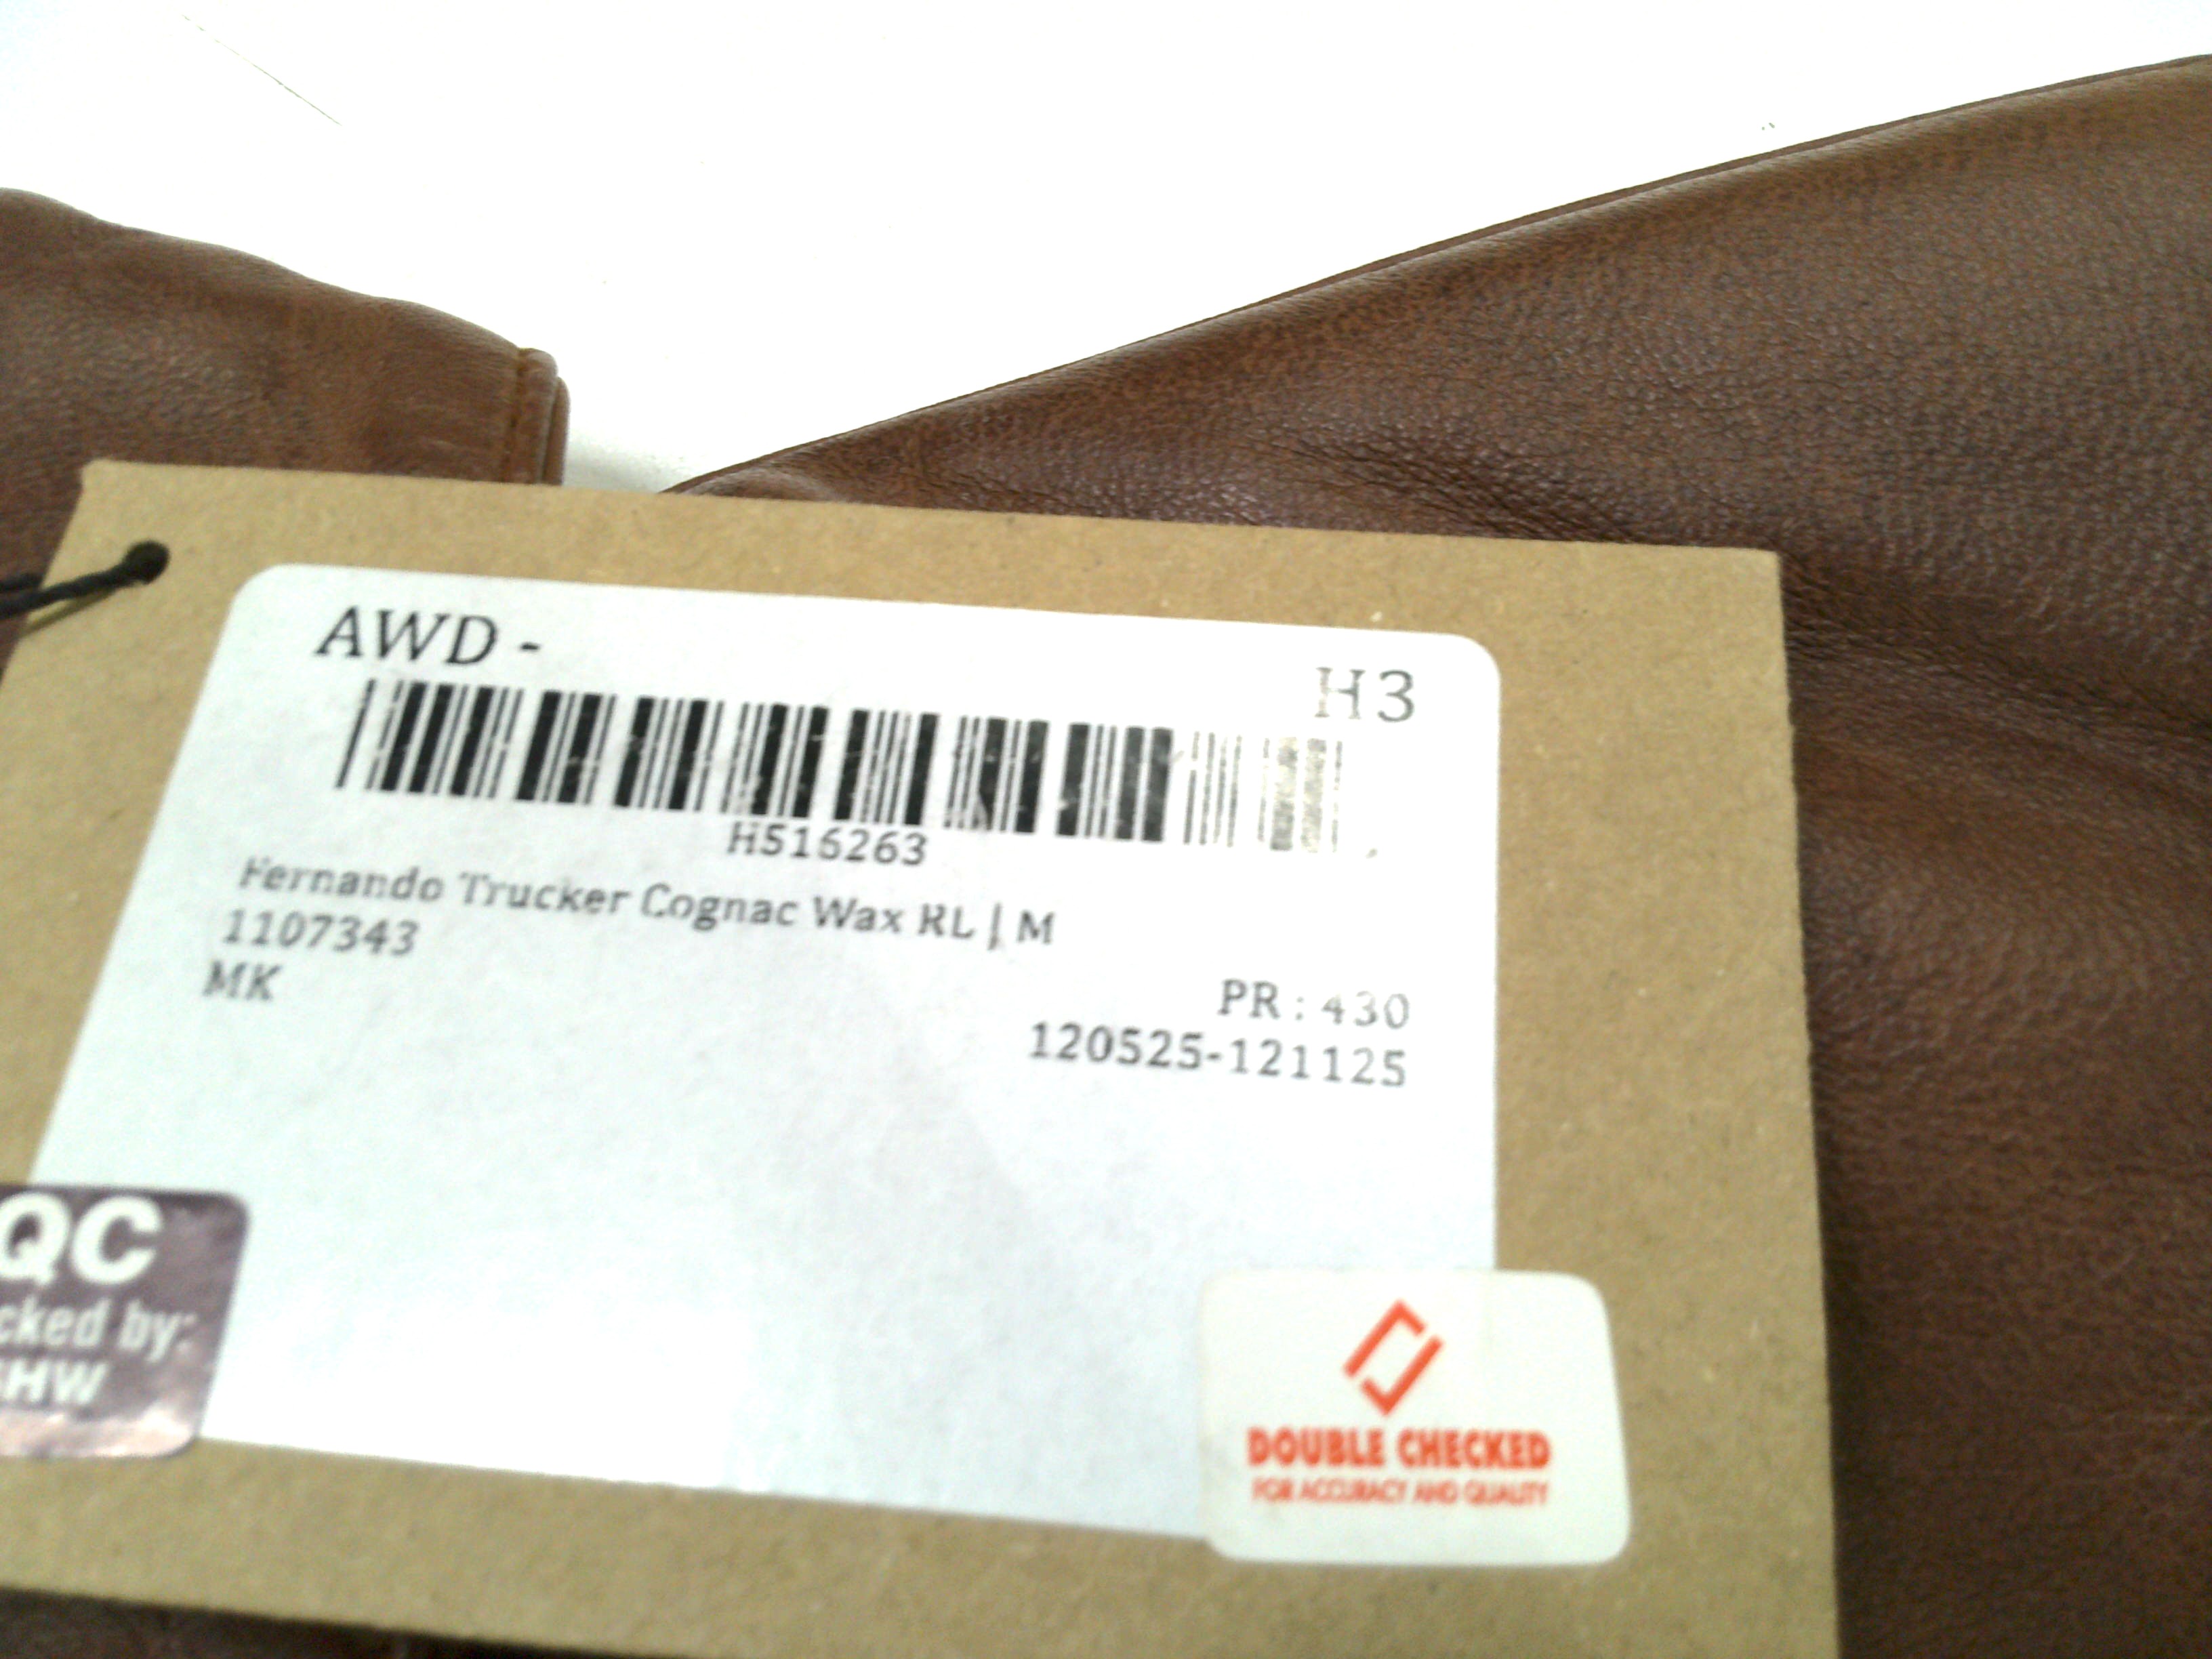 AWD -
H3
H516263
Fernando Trucker Cognac Wax RL | M
1107343
MK
PR : 430
120525-121125
QC
cked by:
HW
DOUBLE CHECKED
FOR ACCURACY AND QUALITY